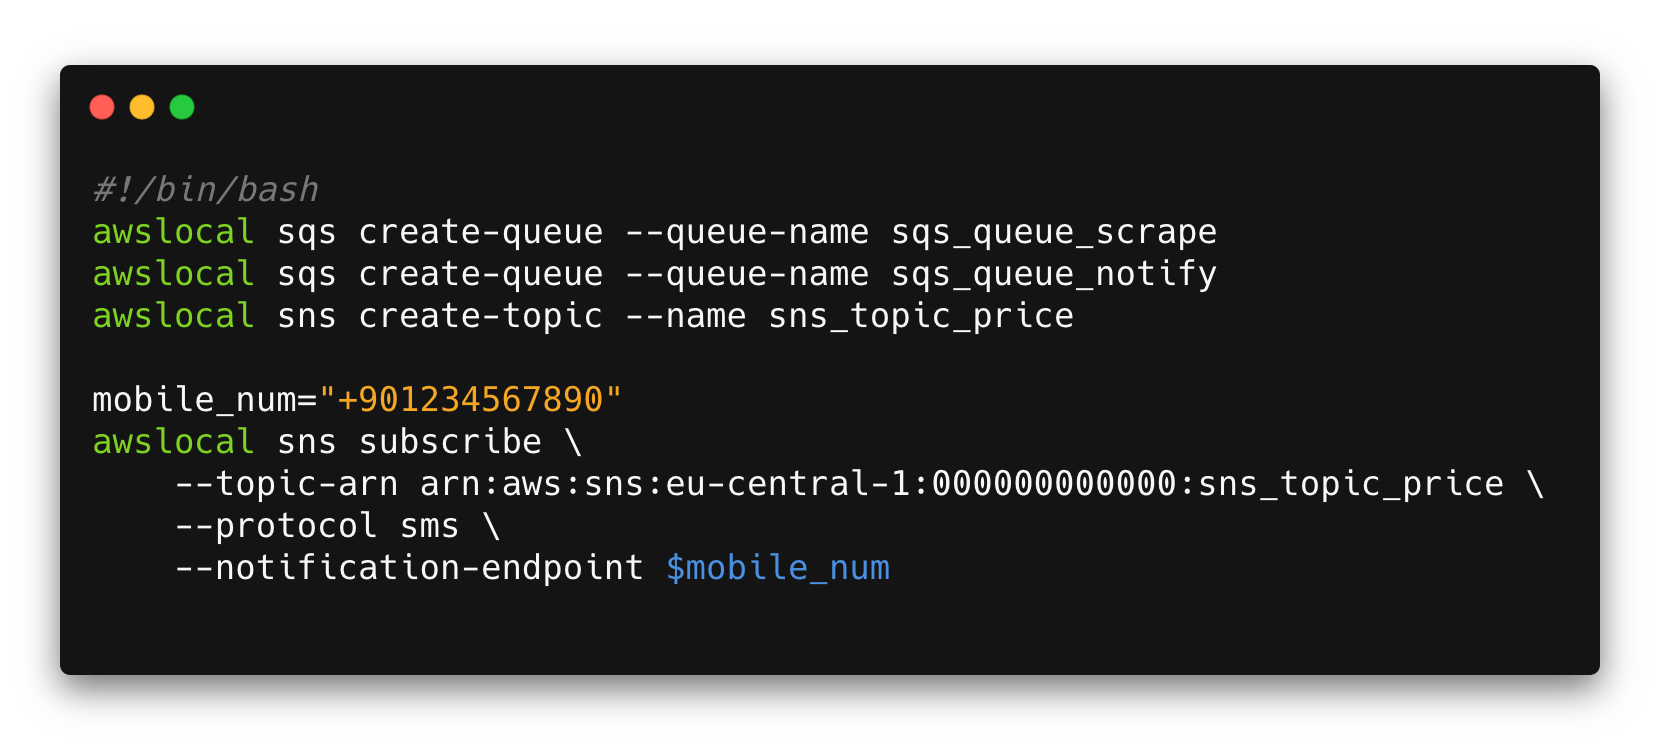 #!/bin/bash
awslocal sqs create-queue --queue-name sqs_queue_scrape
awslocal sqs create-queue --queue-name sqs_queue_notify
awslocal sns create-topic --name sns_topic_price
mobile_num="+901234567890"
awslocal sns subscribe \
    --topic-arn arn:aws:sns:eu-central-1:000000000000:sns_topic_price \
    --protocol sms \
    --notification-endpoint $mobile_num